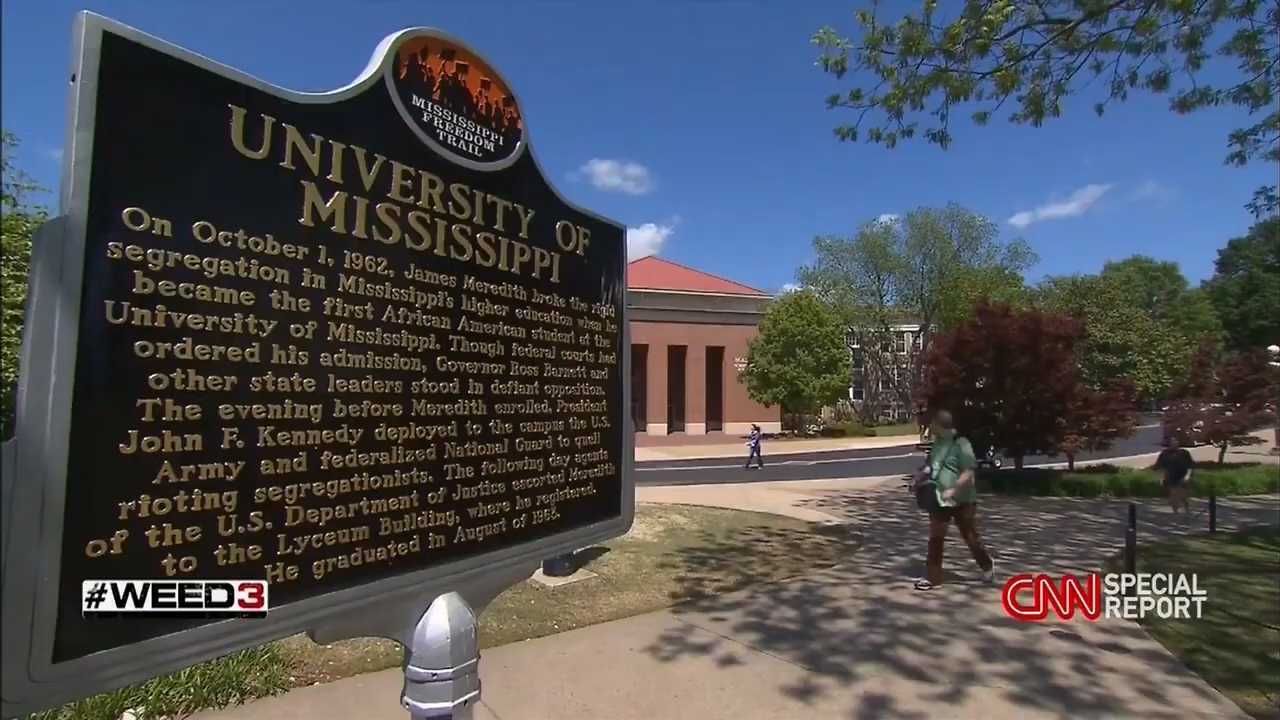 MISSISSIPPI
FREEDOM
TRAIL
UNIVERSITY OF
MISSISSIPPI
On October 1, 1962, James Meredith broke the rigid
segregation in Mississippi's higher education when he
became the first African American student at the
University of Mississippi. Though federal courts had
ordered his admission, Governor Ross Barnett and
other state leaders stood in defiant opposition.
The evening before Meredith enrolled, President
John F. Kennedy deployed to the campus the U.S.
Army and federalized National Guard to quell
rioting segregationists. The following day agents
of the U.S. Department of Justice escorted Meredith
to the Lyceum Building, where he registered.
He graduated in August of 1963.
#WEED3
CNN SPECIAL
REPORT